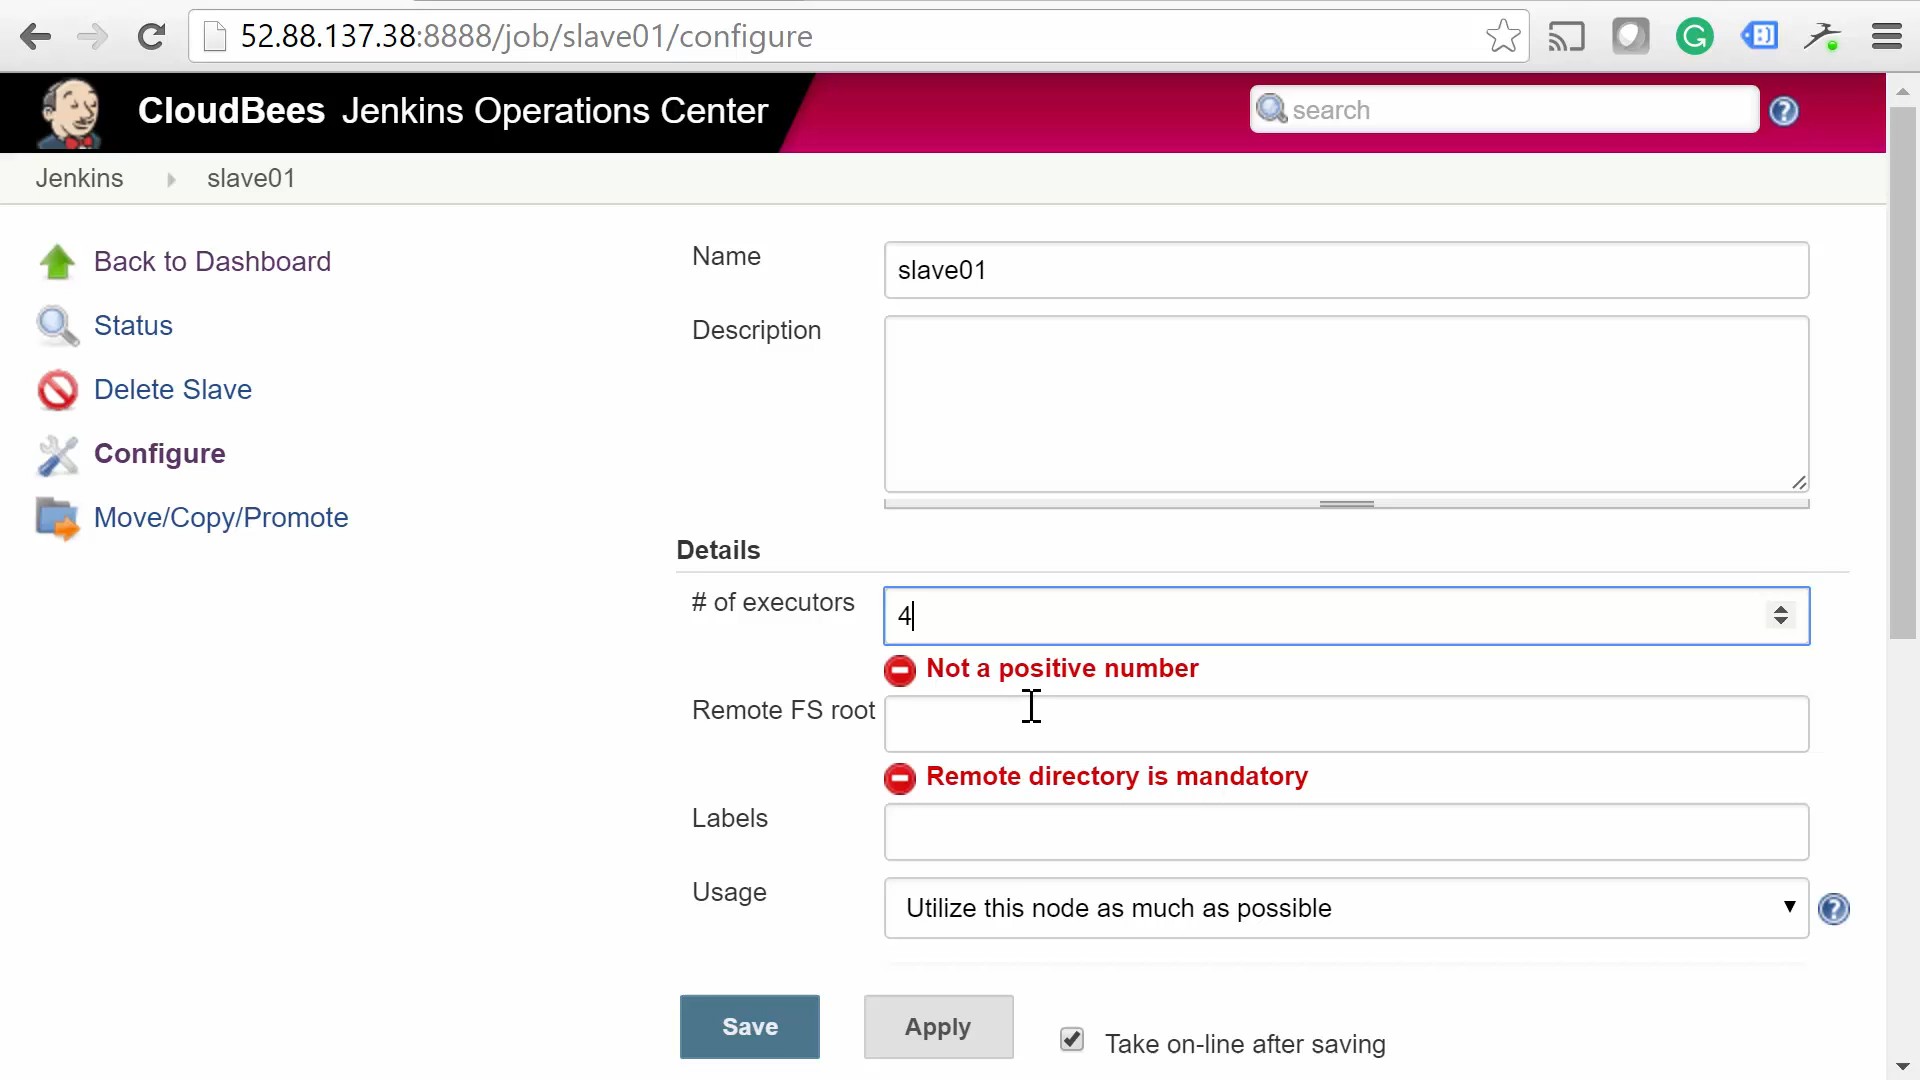 52.88.137.38:8888/job/slave01/configure
CloudBees Jenkins Operations Center
search
Jenkins
slave01
Back to Dashboard
Status
Delete Slave
Configure
Move/Copy/Promote
Name
slave01
Description
Details
# of executors
4
Not a positive number
Remote FS root
Remote directory is mandatory
Labels
Usage
Utilize this node as much as possible
Save
Apply
Take on-line after saving